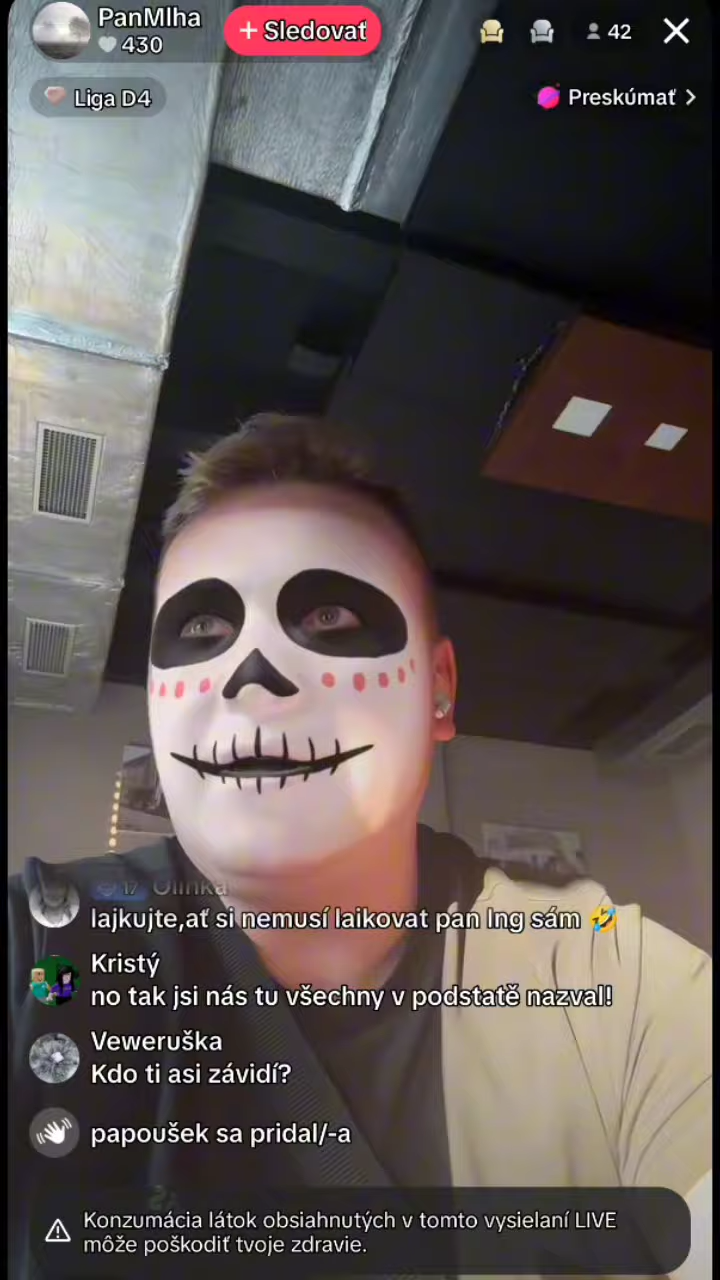 PanMlha
430
+ Sledovať
42
Liga D4
Preskúmať
17 Olinka
lajkujte,ať si nemusí laikovat pan Ing sám 🤣
Kristý
no tak jsi nás tu všechny v podstatě nazval!
Veweruška
Kdo ti asi závidí?
papoušek sa pridal/-a
Konzumácia látok obsiahnutých v tomto vysielaní LIVE
môže poškodiť tvoje zdravie.